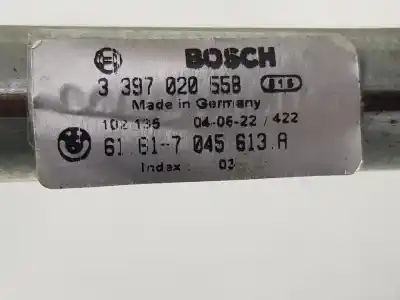 BOSCH
3 397 020 558 816
Made in Germany
102 135 04-06-22 / 422
61.61-7 045 613.A
Index : 03